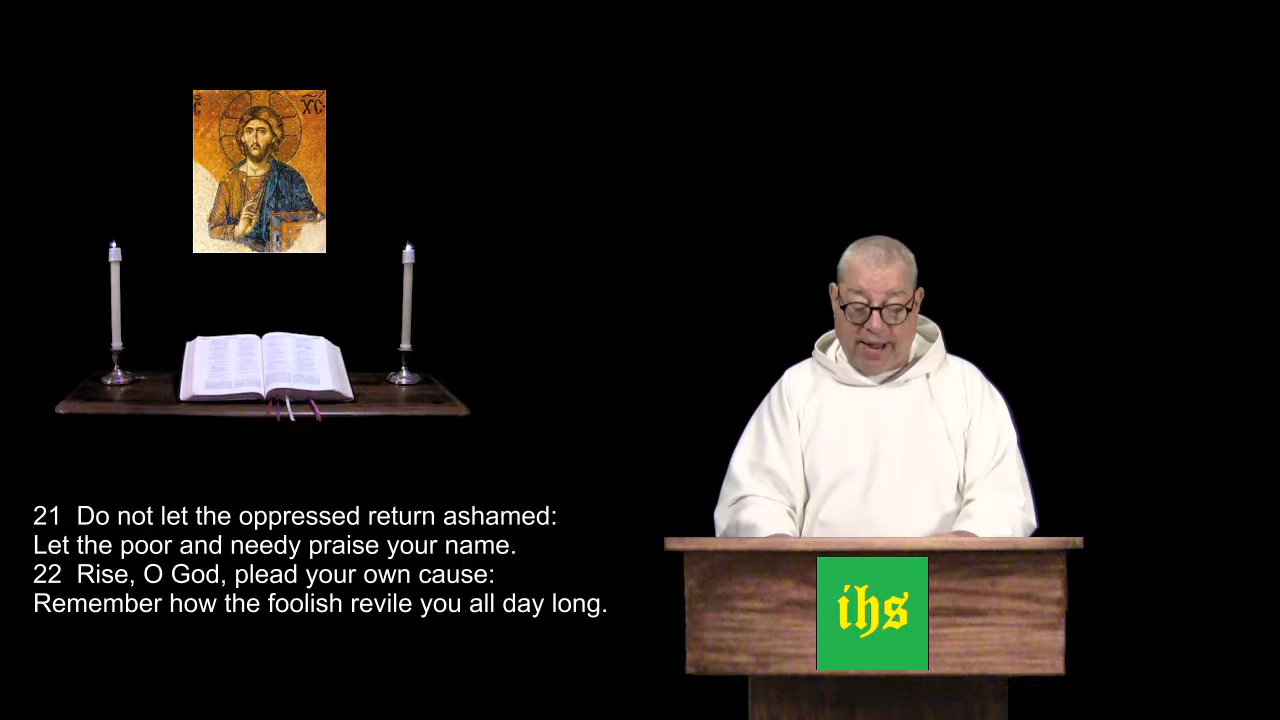 C̅ X̅C̅
21 Do not let the oppressed return ashamed:
Let the poor and needy praise your name.
22 Rise, O God, plead your own cause:
Remember how the foolish revile you all day long.
ihs